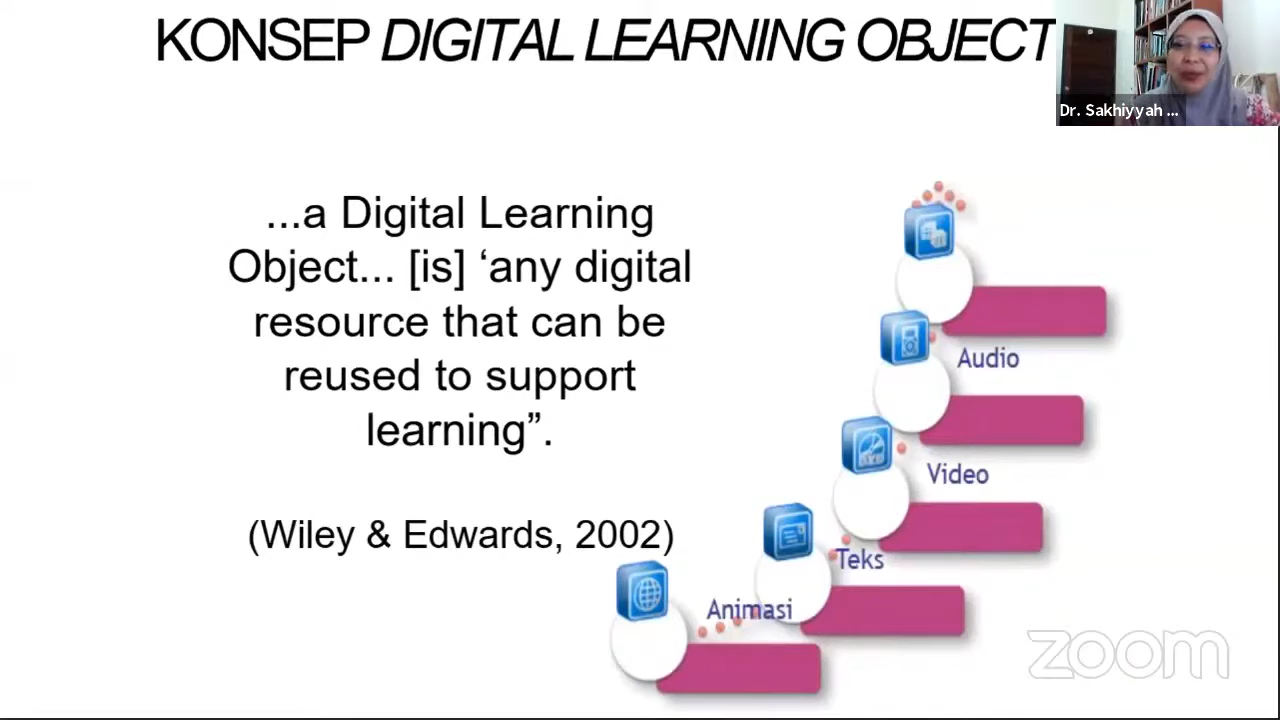 KONSEP DIGITAL LEARNING OBJECT
Dr. Sakhiyyah ...
...a Digital Learning
Object... [is] ‘any digital
resource that can be
reused to support
learning”.
(Wiley & Edwards, 2002)
Audio
Video
Teks
Animasi
zoom